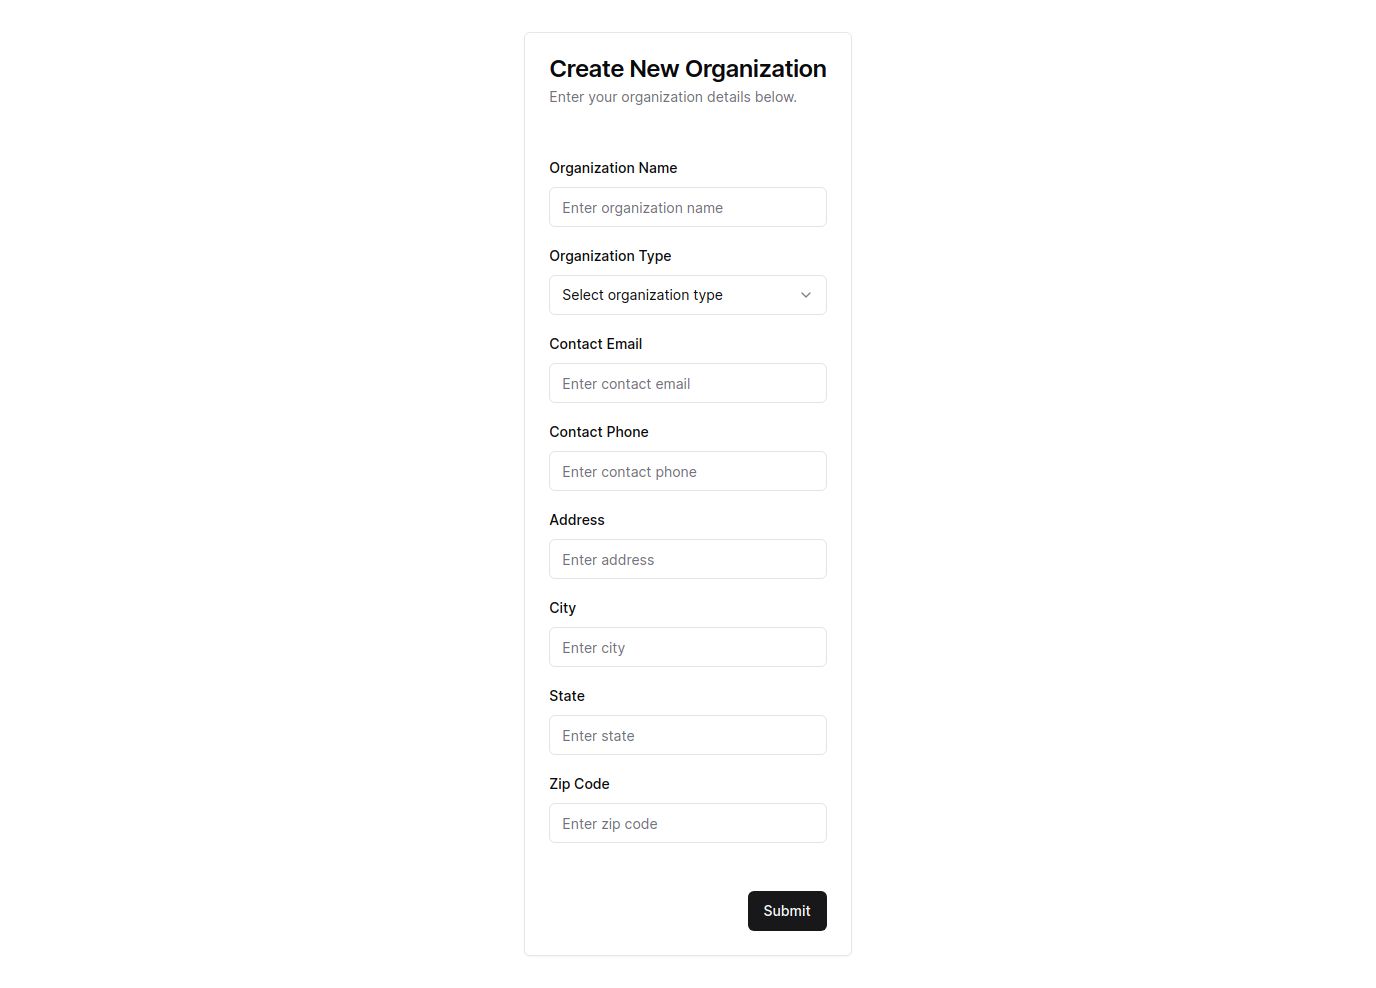 Create New Organization
Enter your organization details below.
Organization Name
Enter organization name
Organization Type
Select organization type
Contact Email
Enter contact email
Contact Phone
Enter contact phone
Address
Enter address
City
Enter city
State
Enter state
Zip Code
Enter zip code
Submit